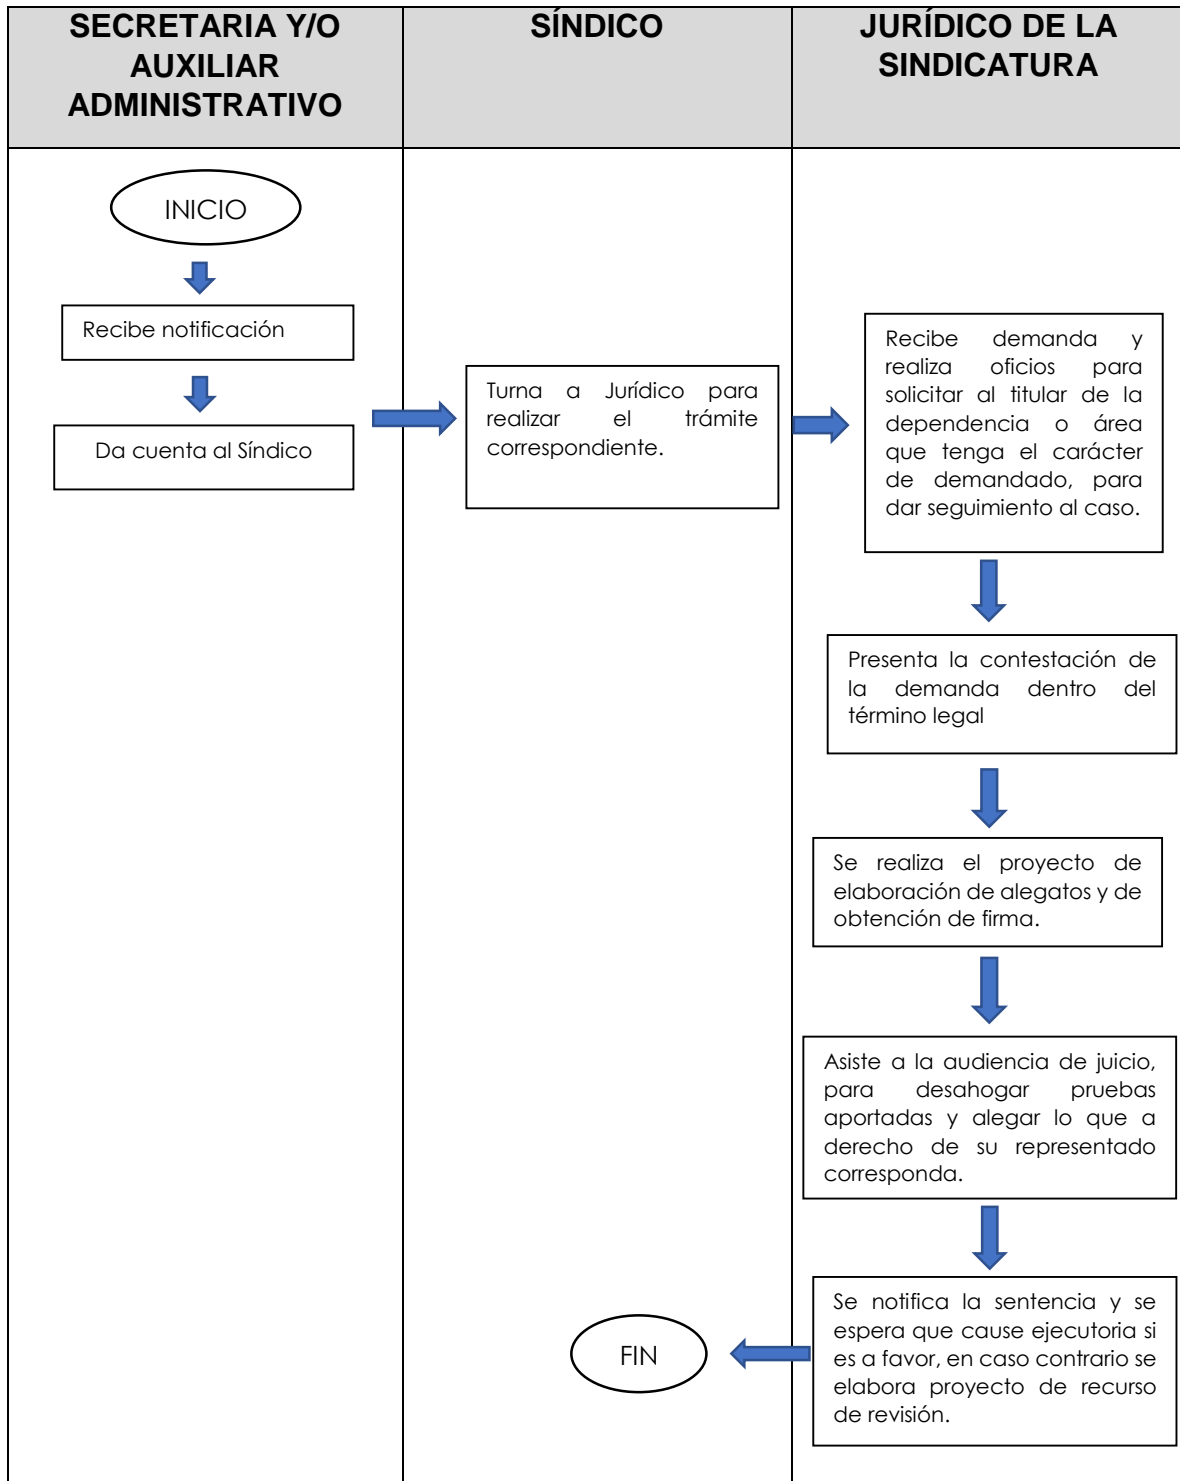 SECRETARIA Y/O
AUXILIAR
ADMINISTRATIVO
SÍNDICO
JURÍDICO DE LA
SINDICATURA
INICIO
Recibe notificación
Da cuenta al Síndico
Turna a Jurídico para
realizar el trámite
correspondiente.
Recibe demanda y
realiza oficios para
solicitar al titular de la
dependencia o área
que tenga el carácter
de demandado, para
dar seguimiento al caso.
Presenta la contestación de
la demanda dentro del
término legal
Se realiza el proyecto de
elaboración de alegatos y de
obtención de firma.
Asiste a la audiencia de juicio,
para desahogar pruebas
aportadas y alegar lo que a
derecho de su representado
corresponda.
Se notifica la sentencia y se
espera que cause ejecutoria si
es a favor, en caso contrario se
elabora proyecto de recurso
de revisión.
FIN